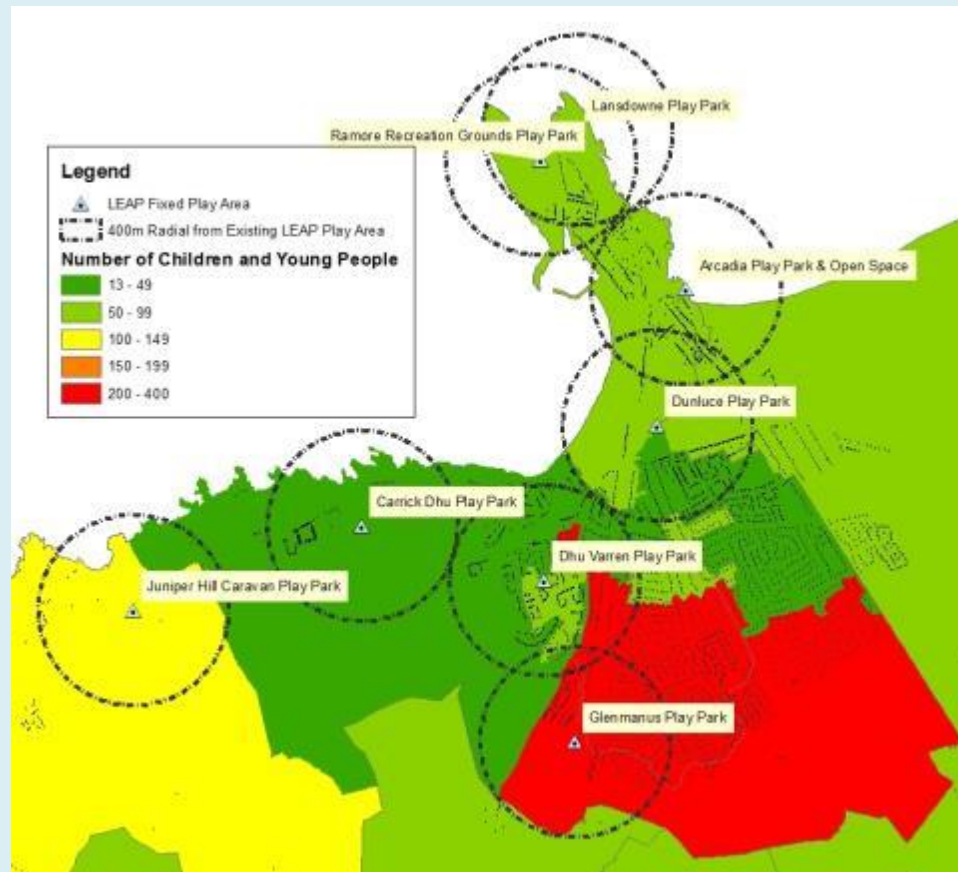 Lansdowne Play Park
Ramore Recreation Grounds Play Park
Legend
LEAP Fixed Play Area
400m Radial from Existing LEAP Play Area
Number of Children and Young People
13 - 49
50 - 99
100 - 149
150 - 199
200 - 400
Arcadia Play Park & Open Space
Dunluce Play Park
Carrick Dhu Play Park
Dhu Varren Play Park
Juniper Hill Caravan Play Park
Glenmanus Play Park